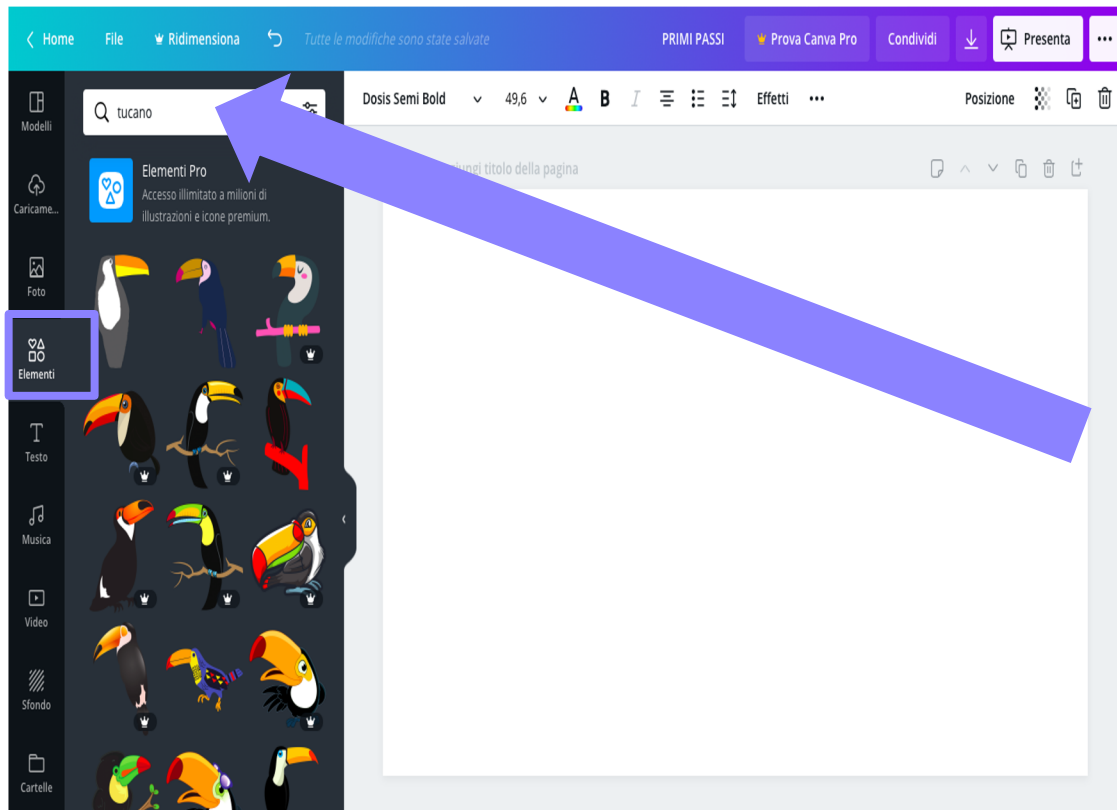 Home
File
Ridimensiona
Tutte le modifiche sono state salvate
PRIMI PASSI
Prova Canva Pro
Condividi
Presenta
Modelli
Caricame...
Foto
Elementi
Testo
Musica
Video
Sfondo
Cartelle
tucano
Elementi Pro
Accesso illimitato a milioni di
illustrazioni e icone premium.
Dosis Semi Bold
49,6
A
B
I
Effetti
Posizione
titolo della pagina